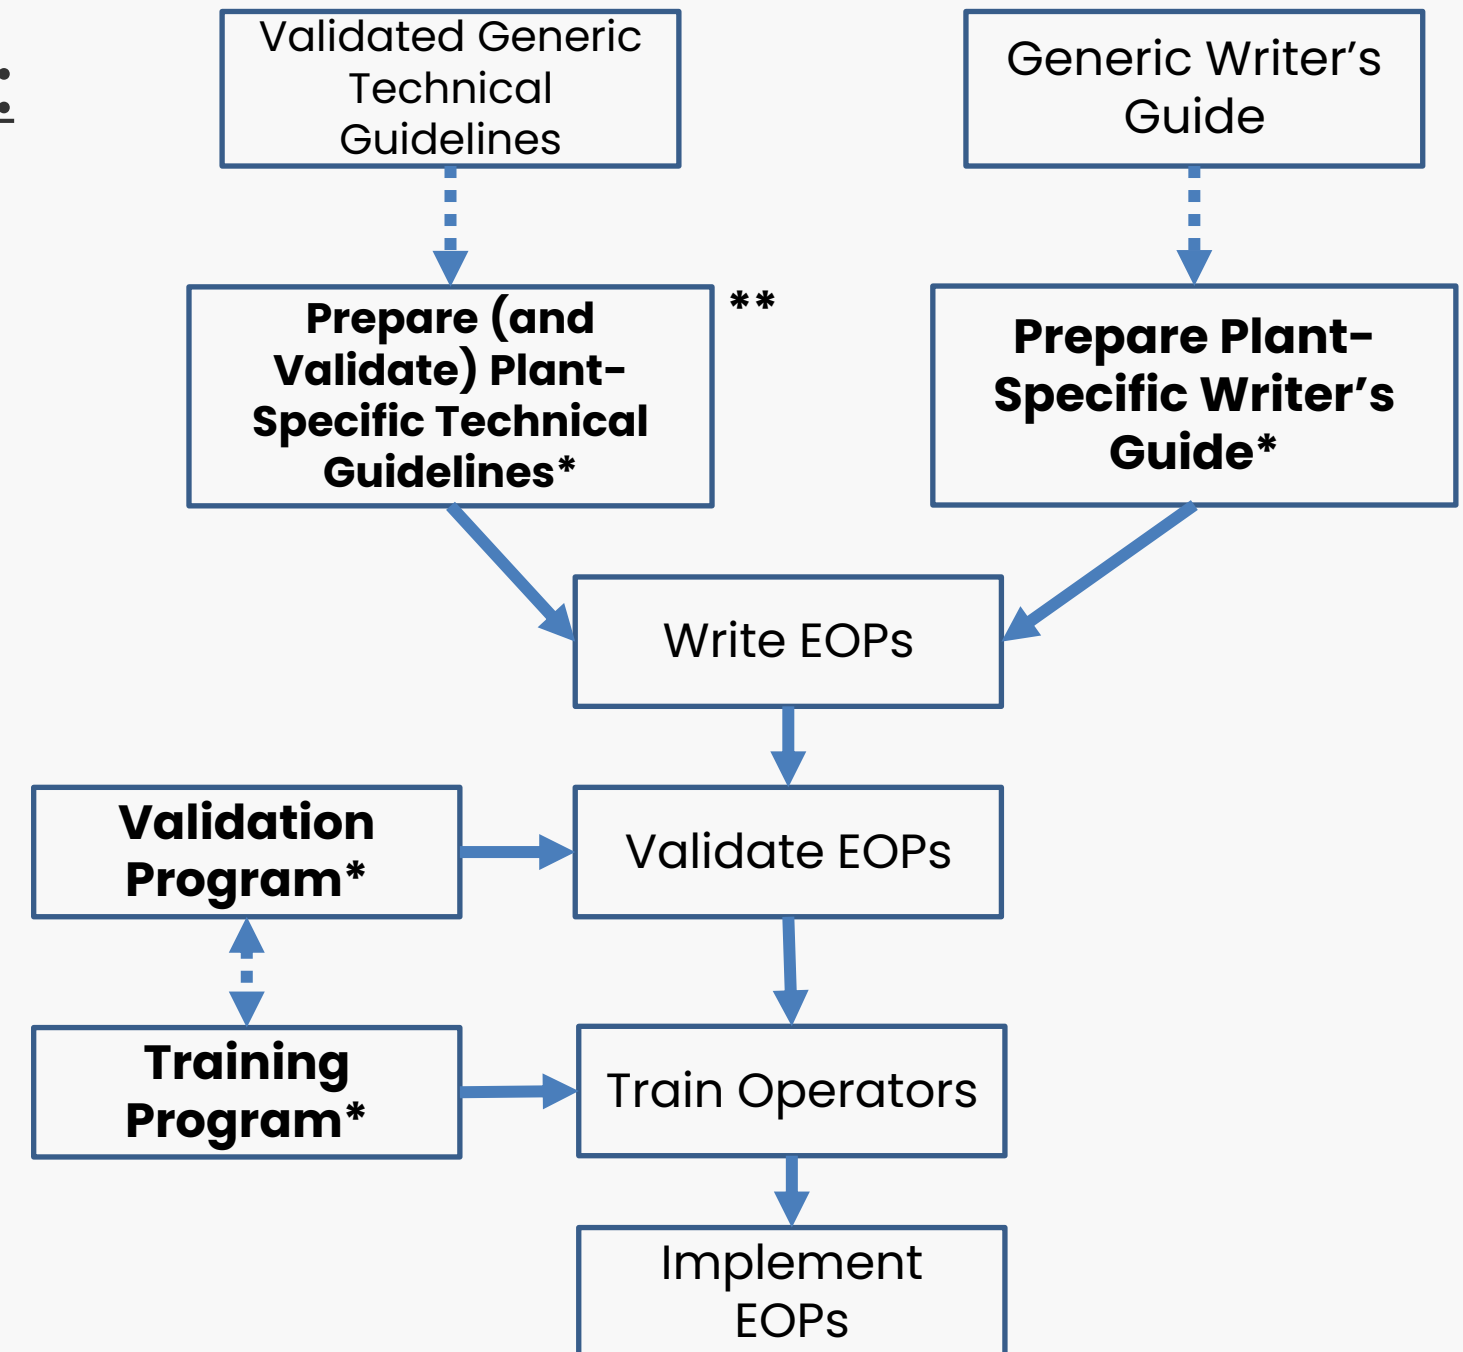 :
Validated Generic
Technical
Guidelines
Generic Writer’s
Guide
Prepare (and
Validate) Plant-
Specific Technical
Guidelines*
**
Prepare Plant-
Specific Writer’s
Guide*
Write EOPs
Validation
Program*
Validate EOPs
Training
Program*
Train Operators
Implement
EOPs